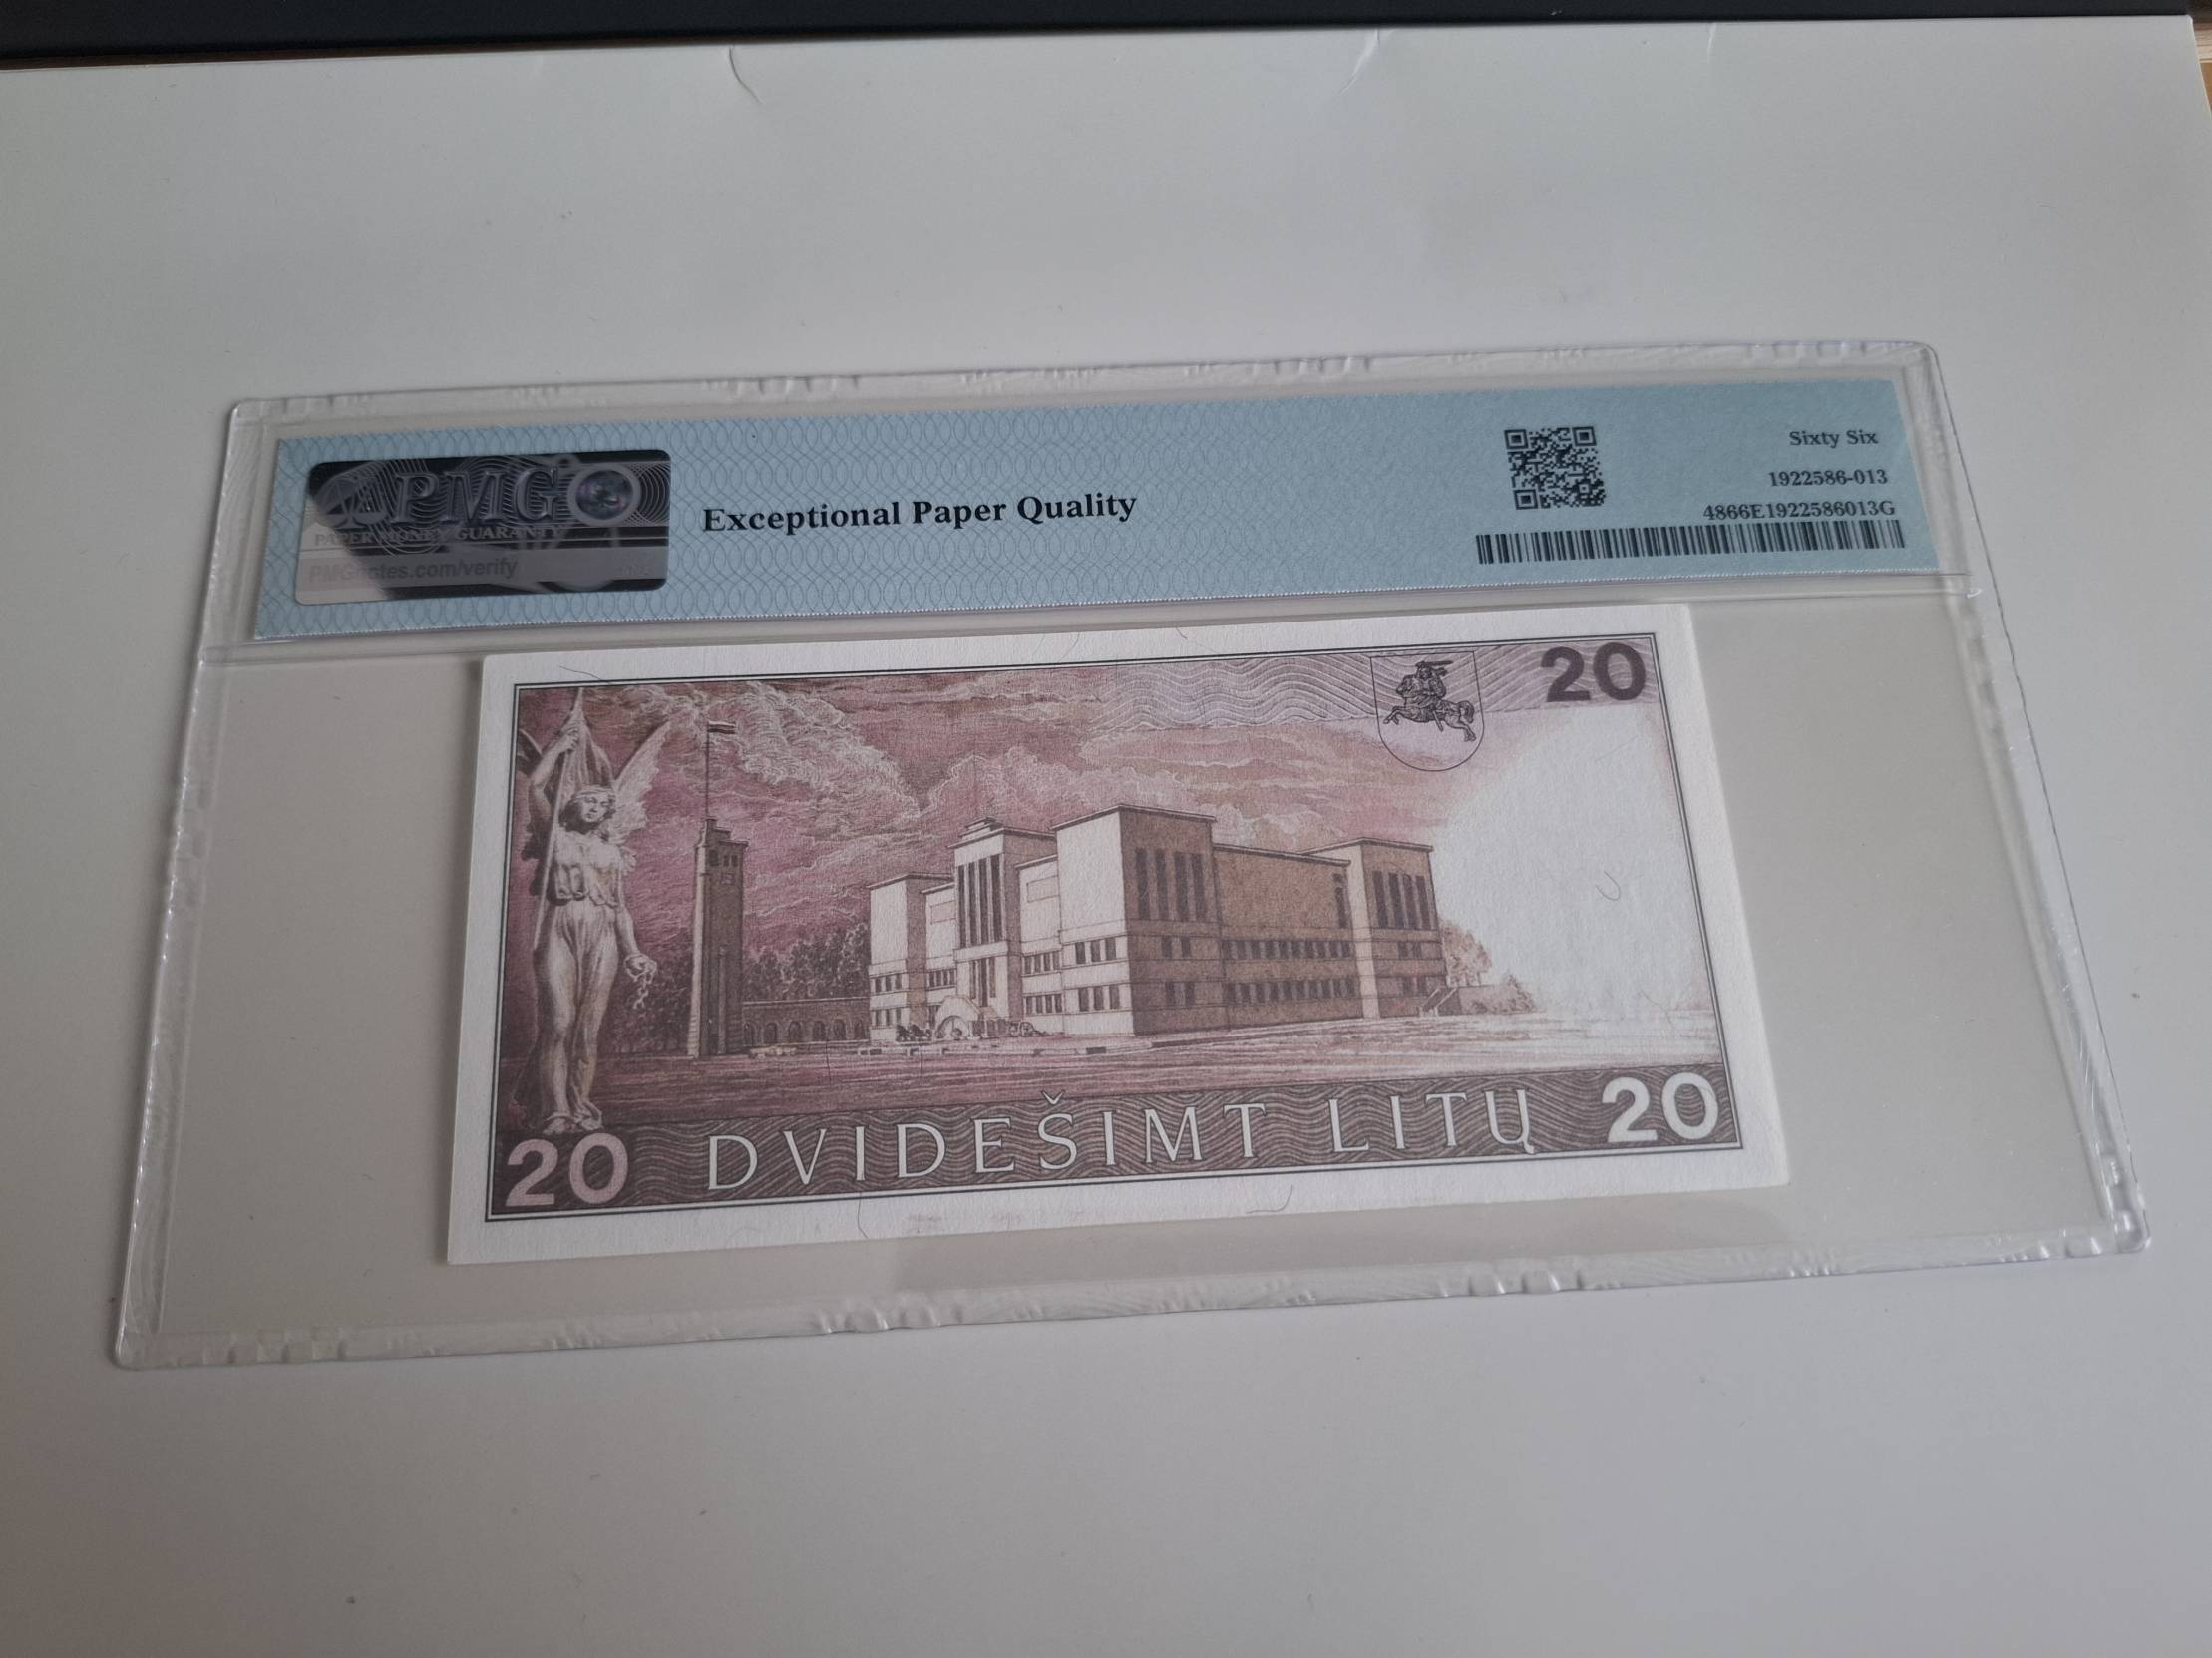 PMG
PAPER MONEY GUARANTY
PMGnotes.com/verify
Exceptional Paper Quality
Sixty Six
1922586-013
4866E1922586013G
20
20
DVIDEŠIMT LITŲ
20